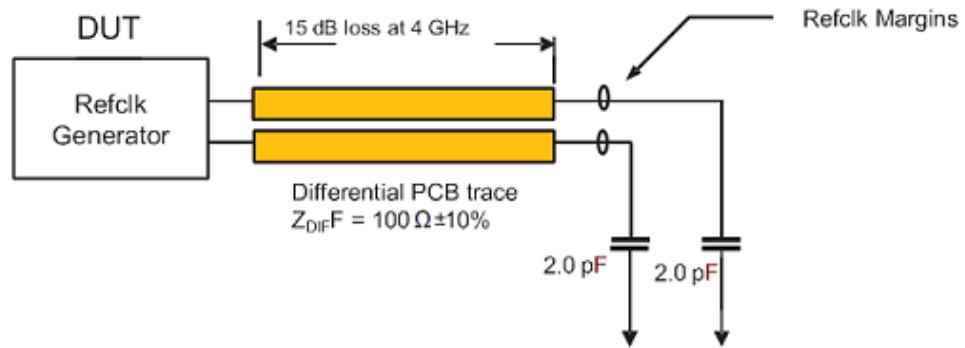 DUT
15 dB loss at 4 GHz
Refclk Margins
Refclk
Generator
Differential PCB trace
ZDIFF = 100 Ω±10%
2.0 pF
2.0 pF